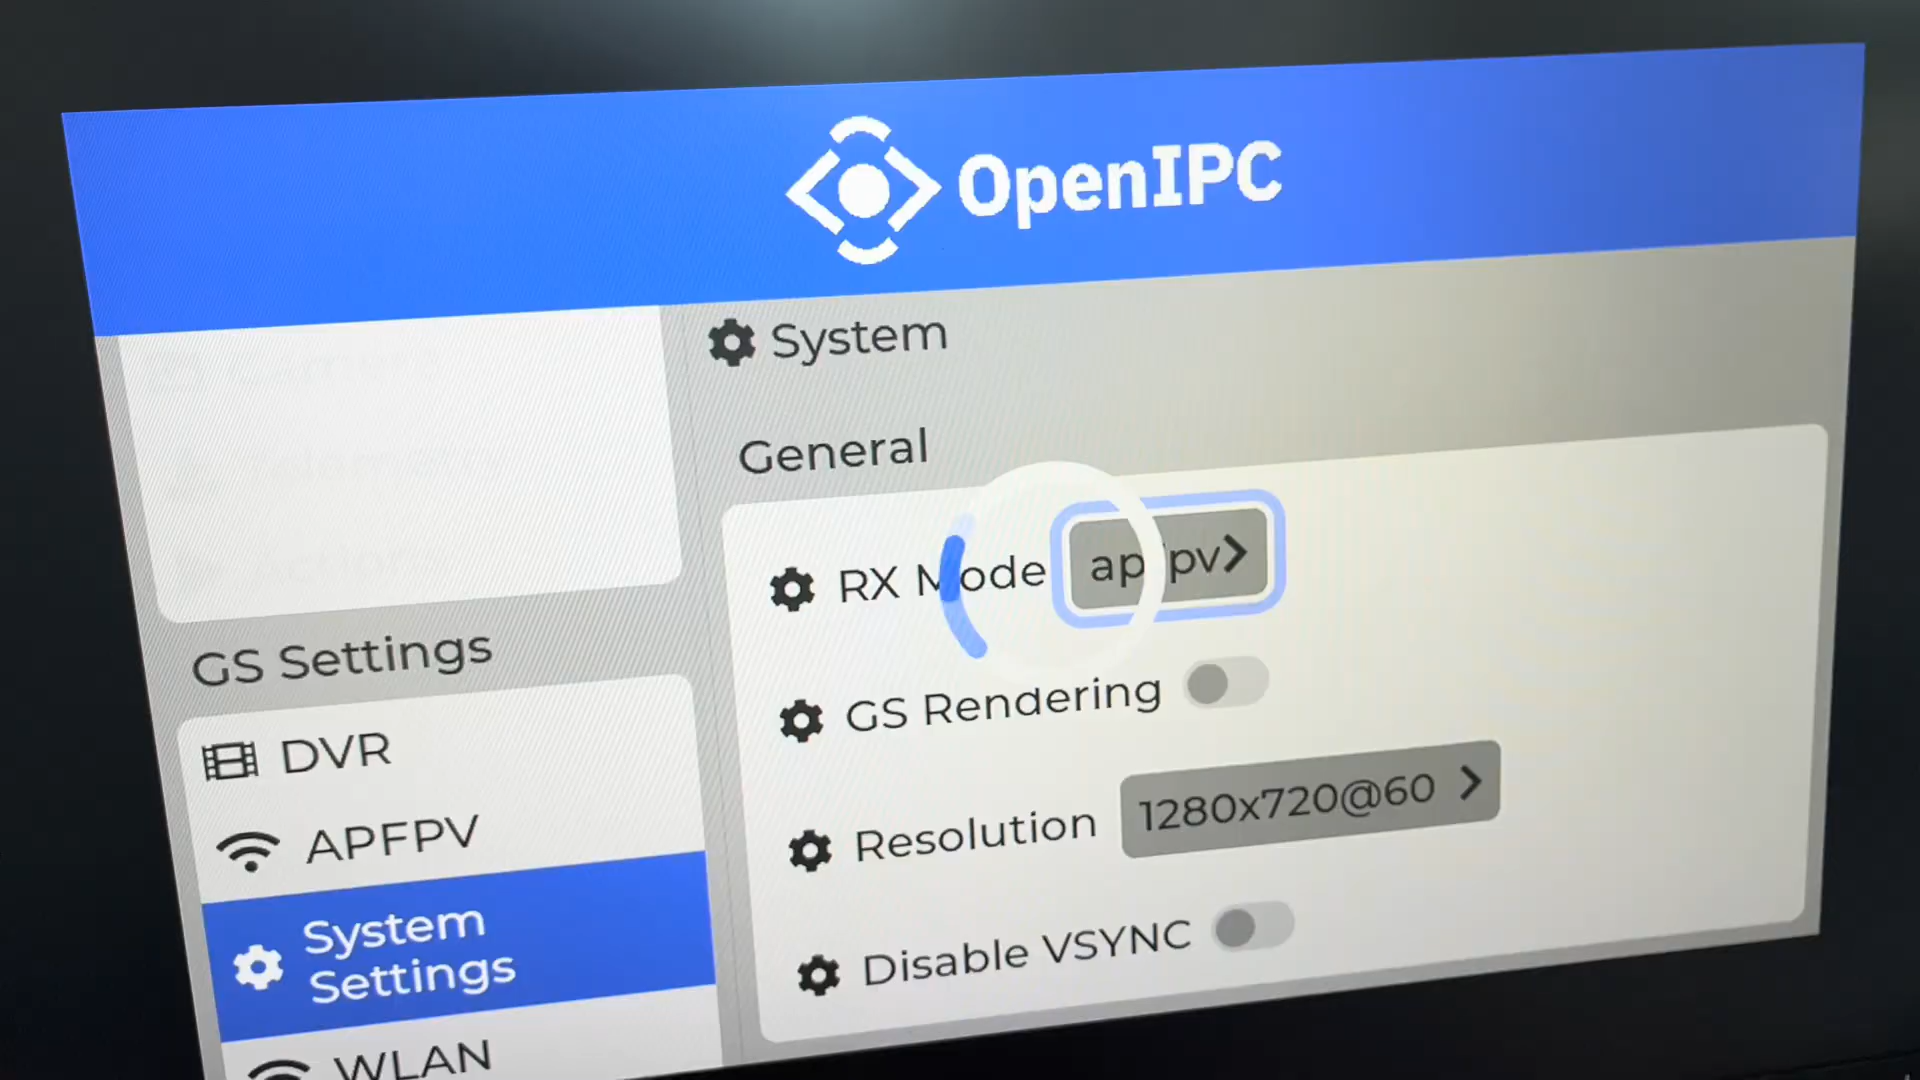 OpenIPC
System
General
RX Mode apfpv
GS Rendering
Resolution 1280x720@60
Disable VSYNC
GS Settings
DVR
APFPV
System
Settings
WLAN